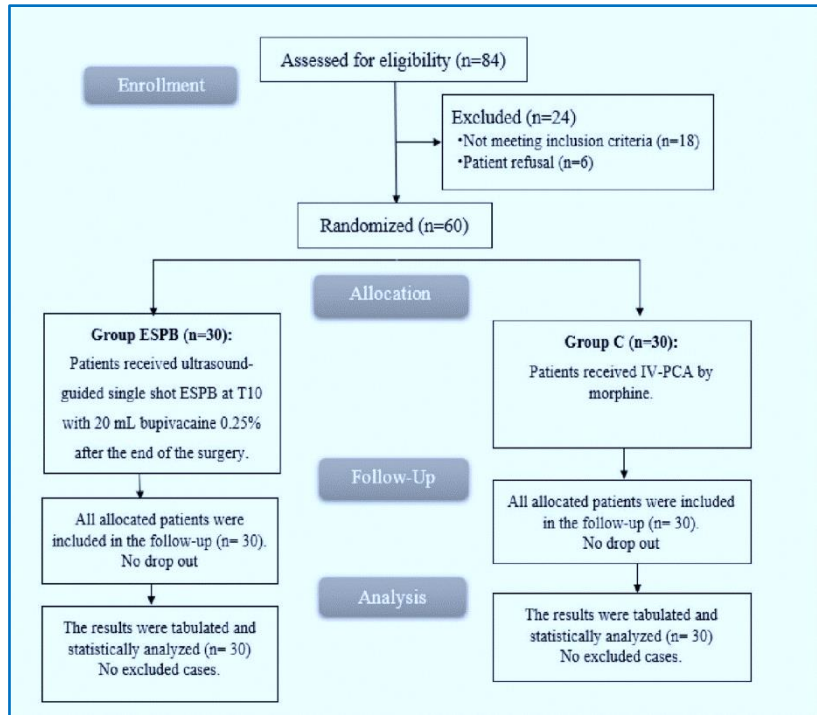 Assessed for eligibility (n=84)
Enrollment
Excluded (n=24)
•Not meeting inclusion criteria (n=18)
•Patient refusal (n=6)
Randomized (n=60)
Allocation
Group ESPB (n=30):
Patients received ultrasound-
guided single shot ESPB at T10
with 20 mL bupivacaine 0.25%
after the end of the surgery.
Group C (n=30):
Patients received IV-PCA by
morphine.
Follow-Up
All allocated patients were
included in the follow-up (n= 30).
No drop out
All allocated patients were included
in the follow-up (n= 30).
No drop out
Analysis
The results were tabulated and
statistically analyzed (n= 30)
No excluded cases.
The results were tabulated and
statistically analyzed (n= 30)
No excluded cases.